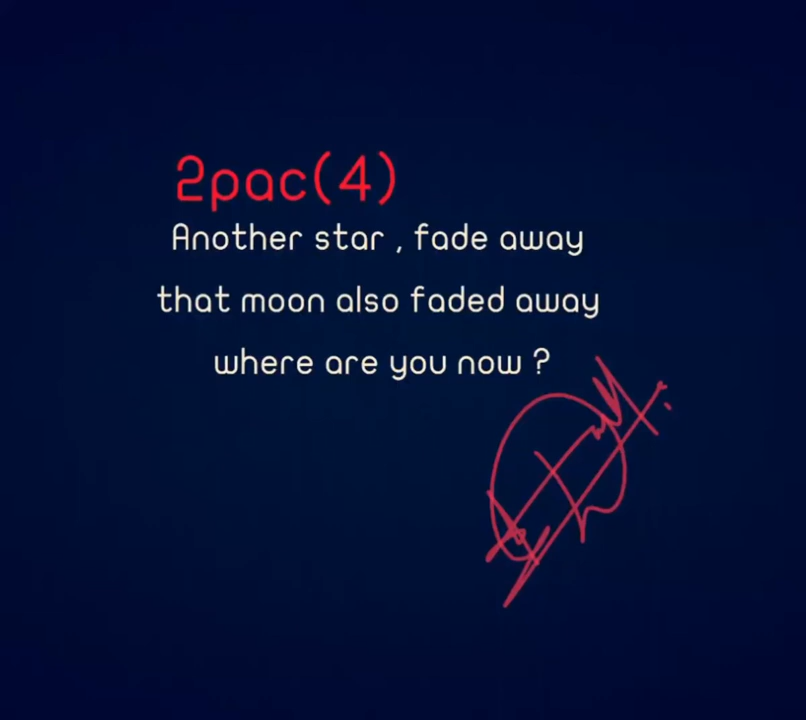 2pac(4)
Another star , fade away
that moon also faded away
where are you now ?